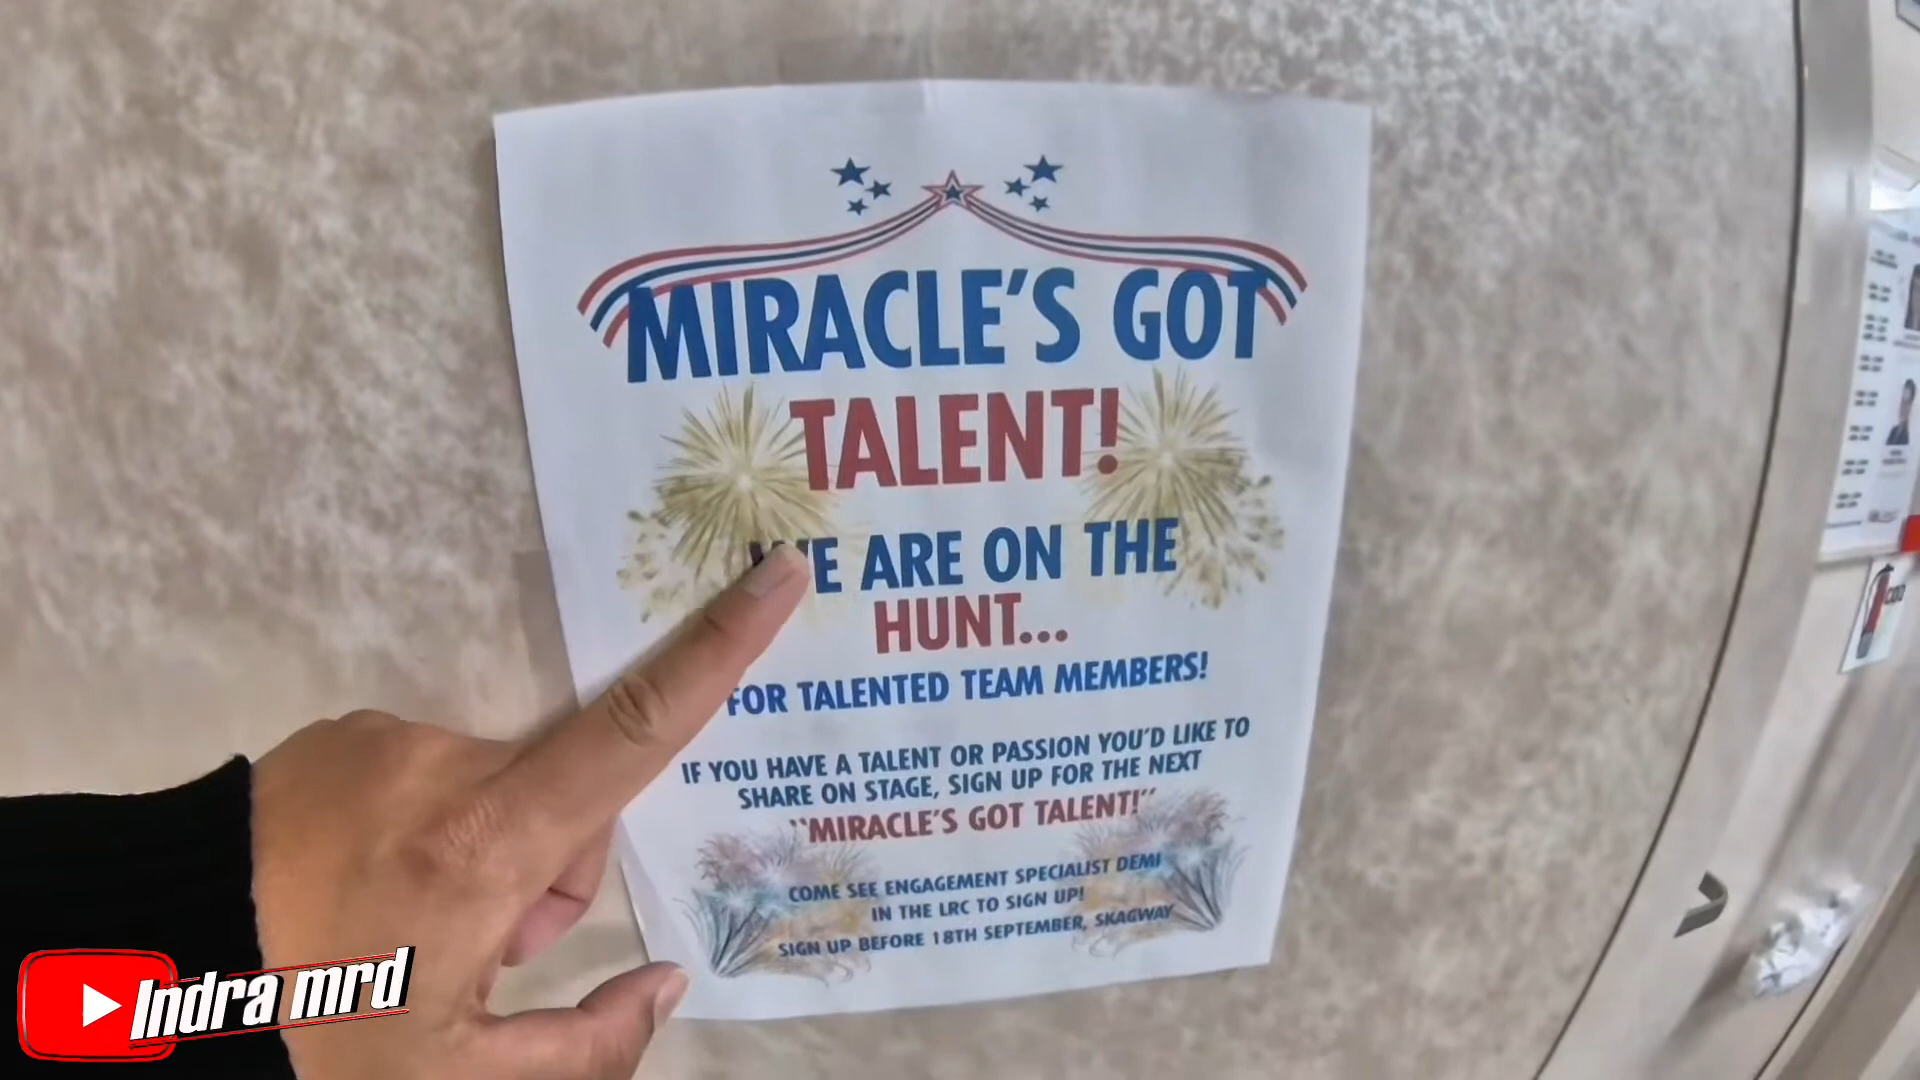 MIRACLE'S GOT
TALENT!
WE ARE ON THE
HUNT...
FOR TALENTED TEAM MEMBERS!
IF YOU HAVE A TALENT OR PASSION YOU'D LIKE TO
SHARE ON STAGE, SIGN UP FOR THE NEXT
"MIRACLE'S GOT TALENT!"
COME SEE ENGAGEMENT SPECIALIST DEMI
IN THE LRC TO SIGN UP!
SIGN UP BEFORE 18TH SEPTEMBER, SKAGWAY
Indra mrd